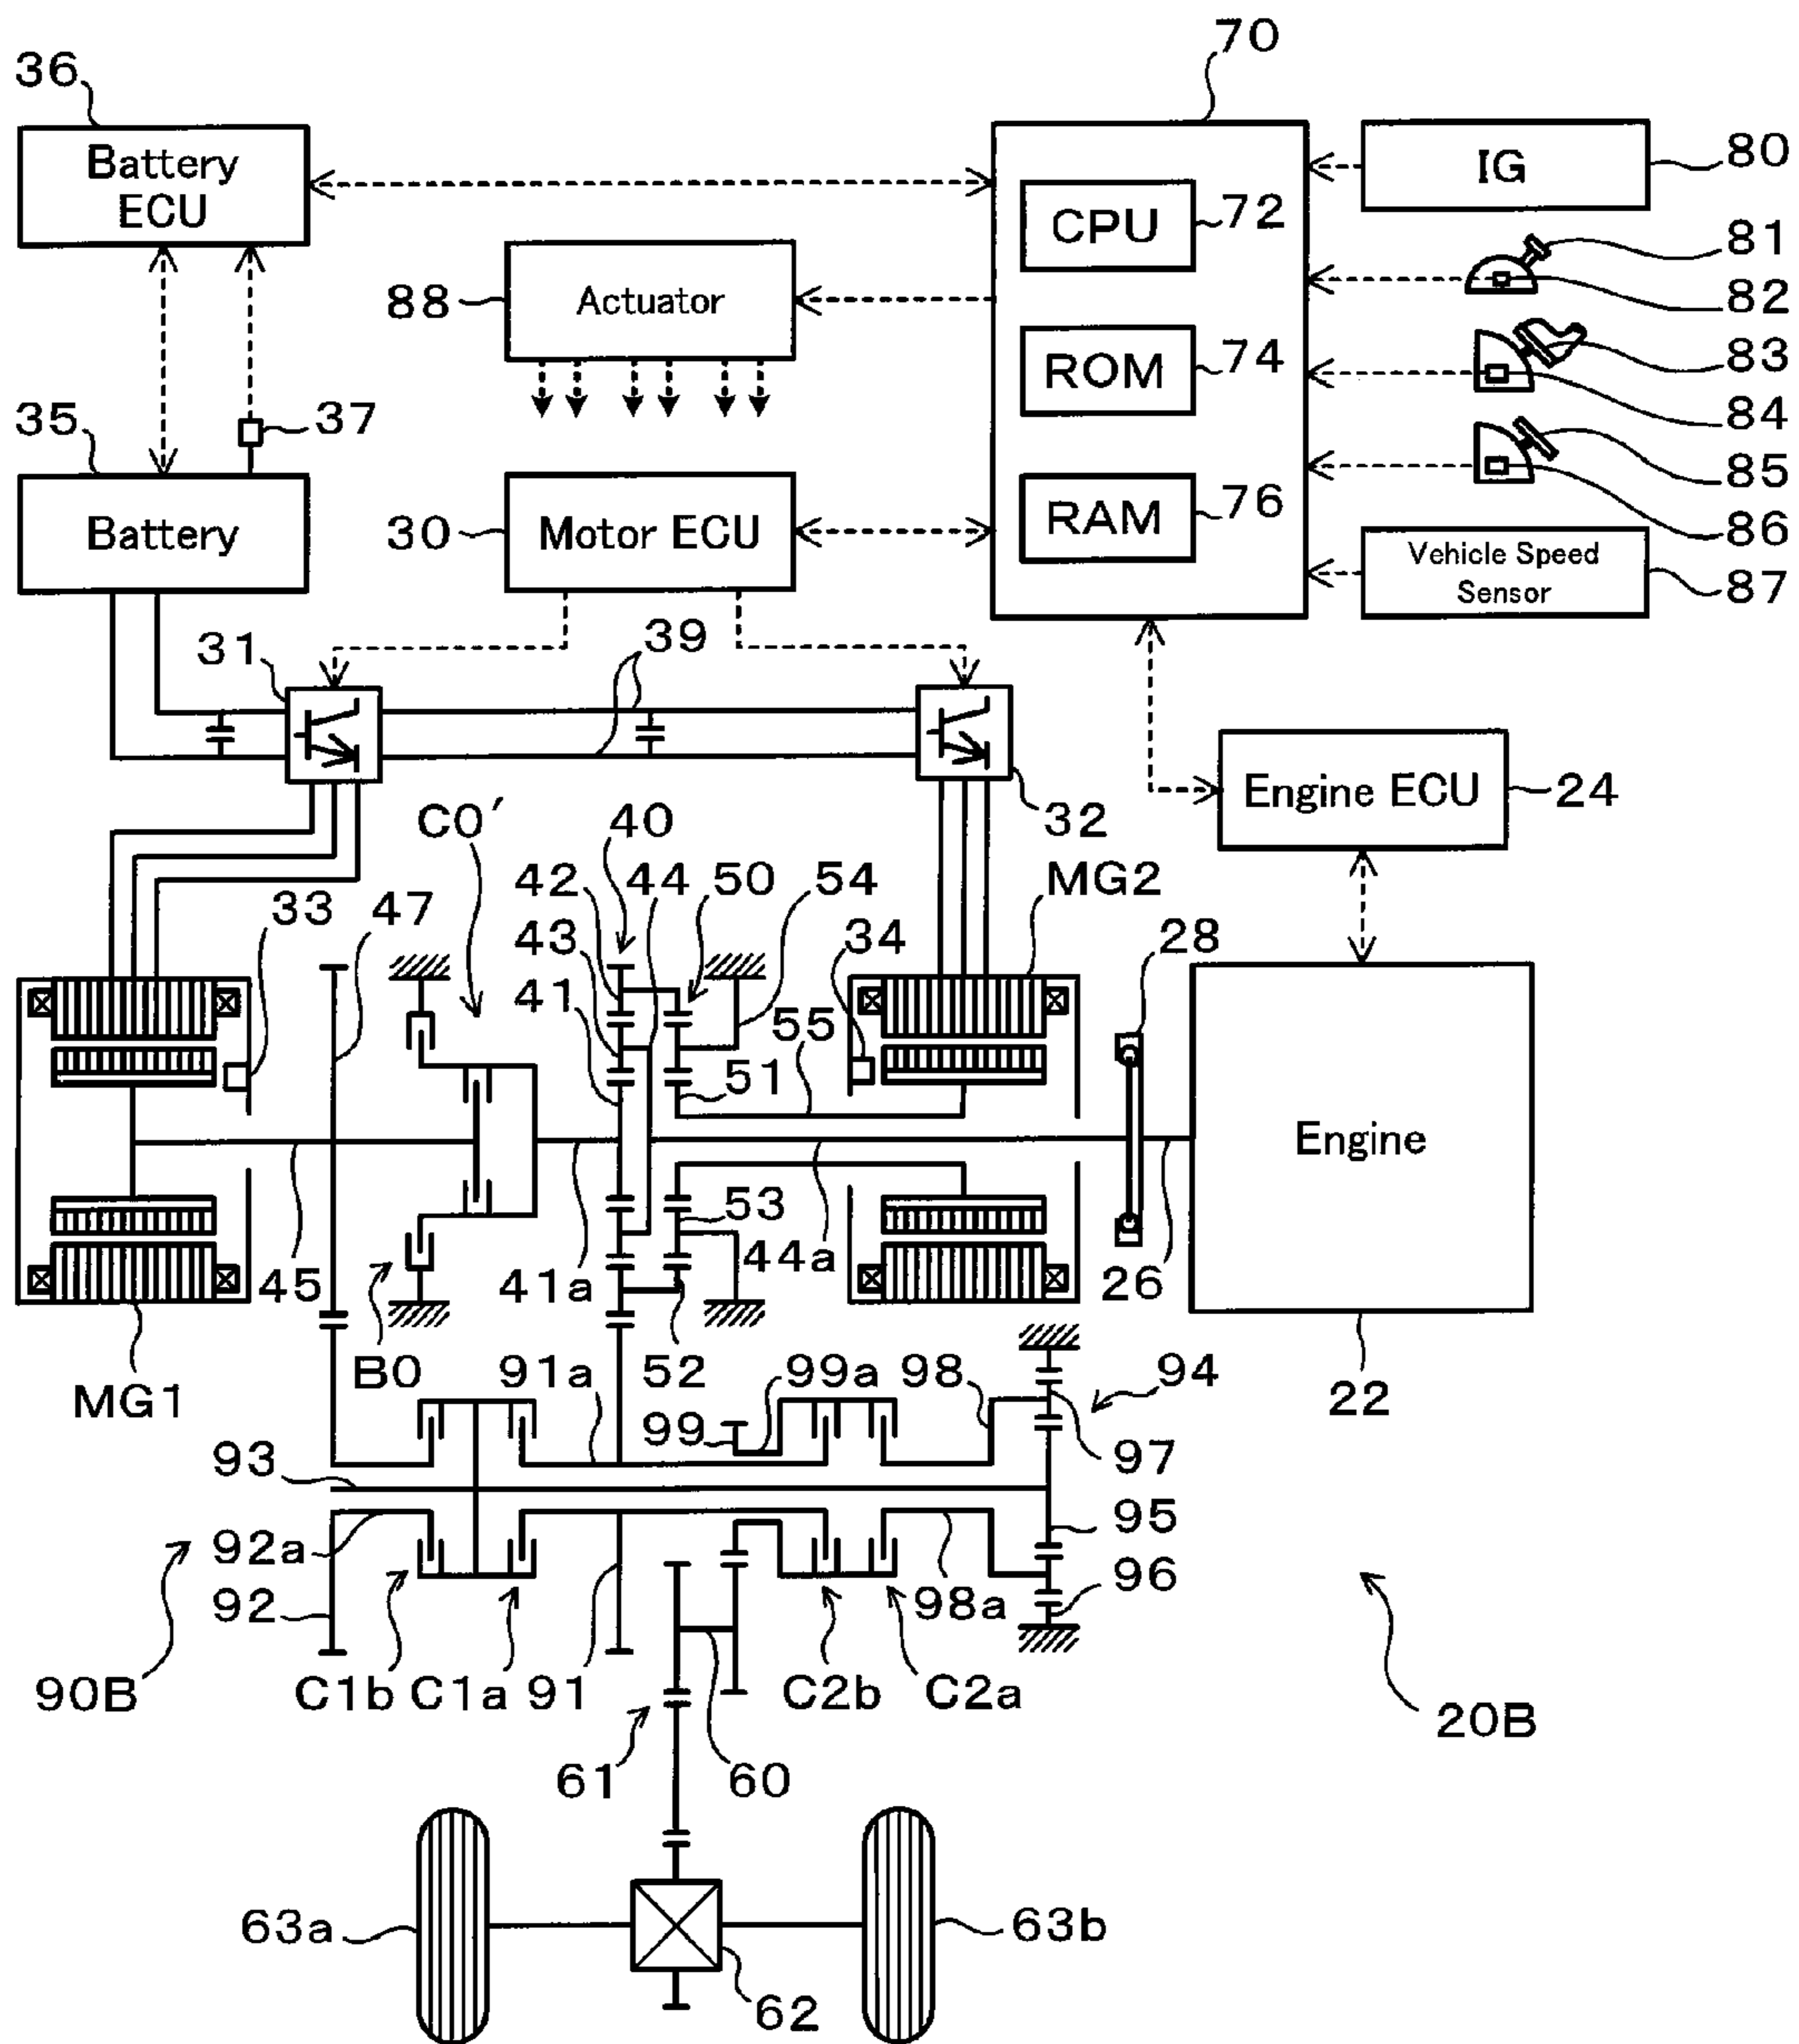 70
36
Battery
ECU
IG
80
CPU
72
81
82
88
Actuator
ROM
74
83
84
35
37
85
Battery
30
Motor ECU
RAM
76
86
Vehicle Speed
Sensor
87
31
39
Engine ECU
24
C0′
40
32
42
44
50
54
MG2
33
47
43
34
28
41
55
51
Engine
53
45
41a
44a
26
B0
91a
52
99a
98
94
MG1
22
99
97
93
95
92a
96
92
98a
90B
C1b
C1a
91
C2b
C2a
20B
61
60
63a
63b
62